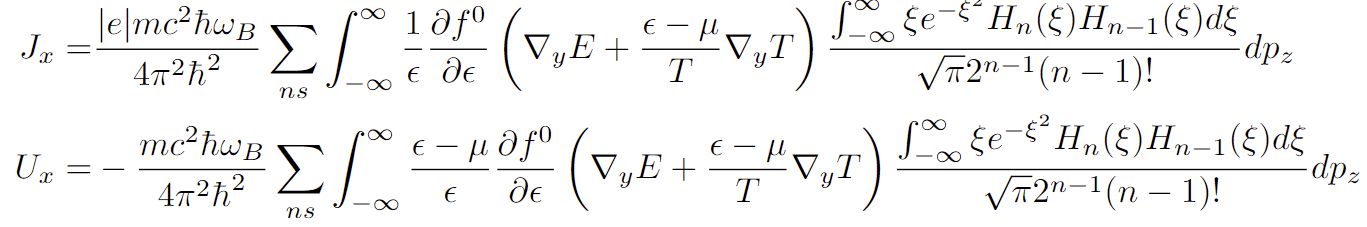 J_x = \frac{|e|mc^2\hbar\omega_B}{4\pi^2\hbar^2} \sum_{ns} \int_{-\infty}^{\infty} \frac{1}{\epsilon} \frac{\partial f^0}{\partial \epsilon} \left( \nabla_y E + \frac{\epsilon - \mu}{T} \nabla_y T \right) \frac{\int_{-\infty}^{\infty} \xi e^{-\xi^2} H_n(\xi) H_{n-1}(\xi) d\xi}{\sqrt{\pi} 2^{n-1} (n-1)!} dp_z
U_x = - \frac{mc^2\hbar\omega_B}{4\pi^2\hbar^2} \sum_{ns} \int_{-\infty}^{\infty} \frac{\epsilon - \mu}{\epsilon} \frac{\partial f^0}{\partial \epsilon} \left( \nabla_y E + \frac{\epsilon - \mu}{T} \nabla_y T \right) \frac{\int_{-\infty}^{\infty} \xi e^{-\xi^2} H_n(\xi) H_{n-1}(\xi) d\xi}{\sqrt{\pi} 2^{n-1} (n-1)!} dp_z